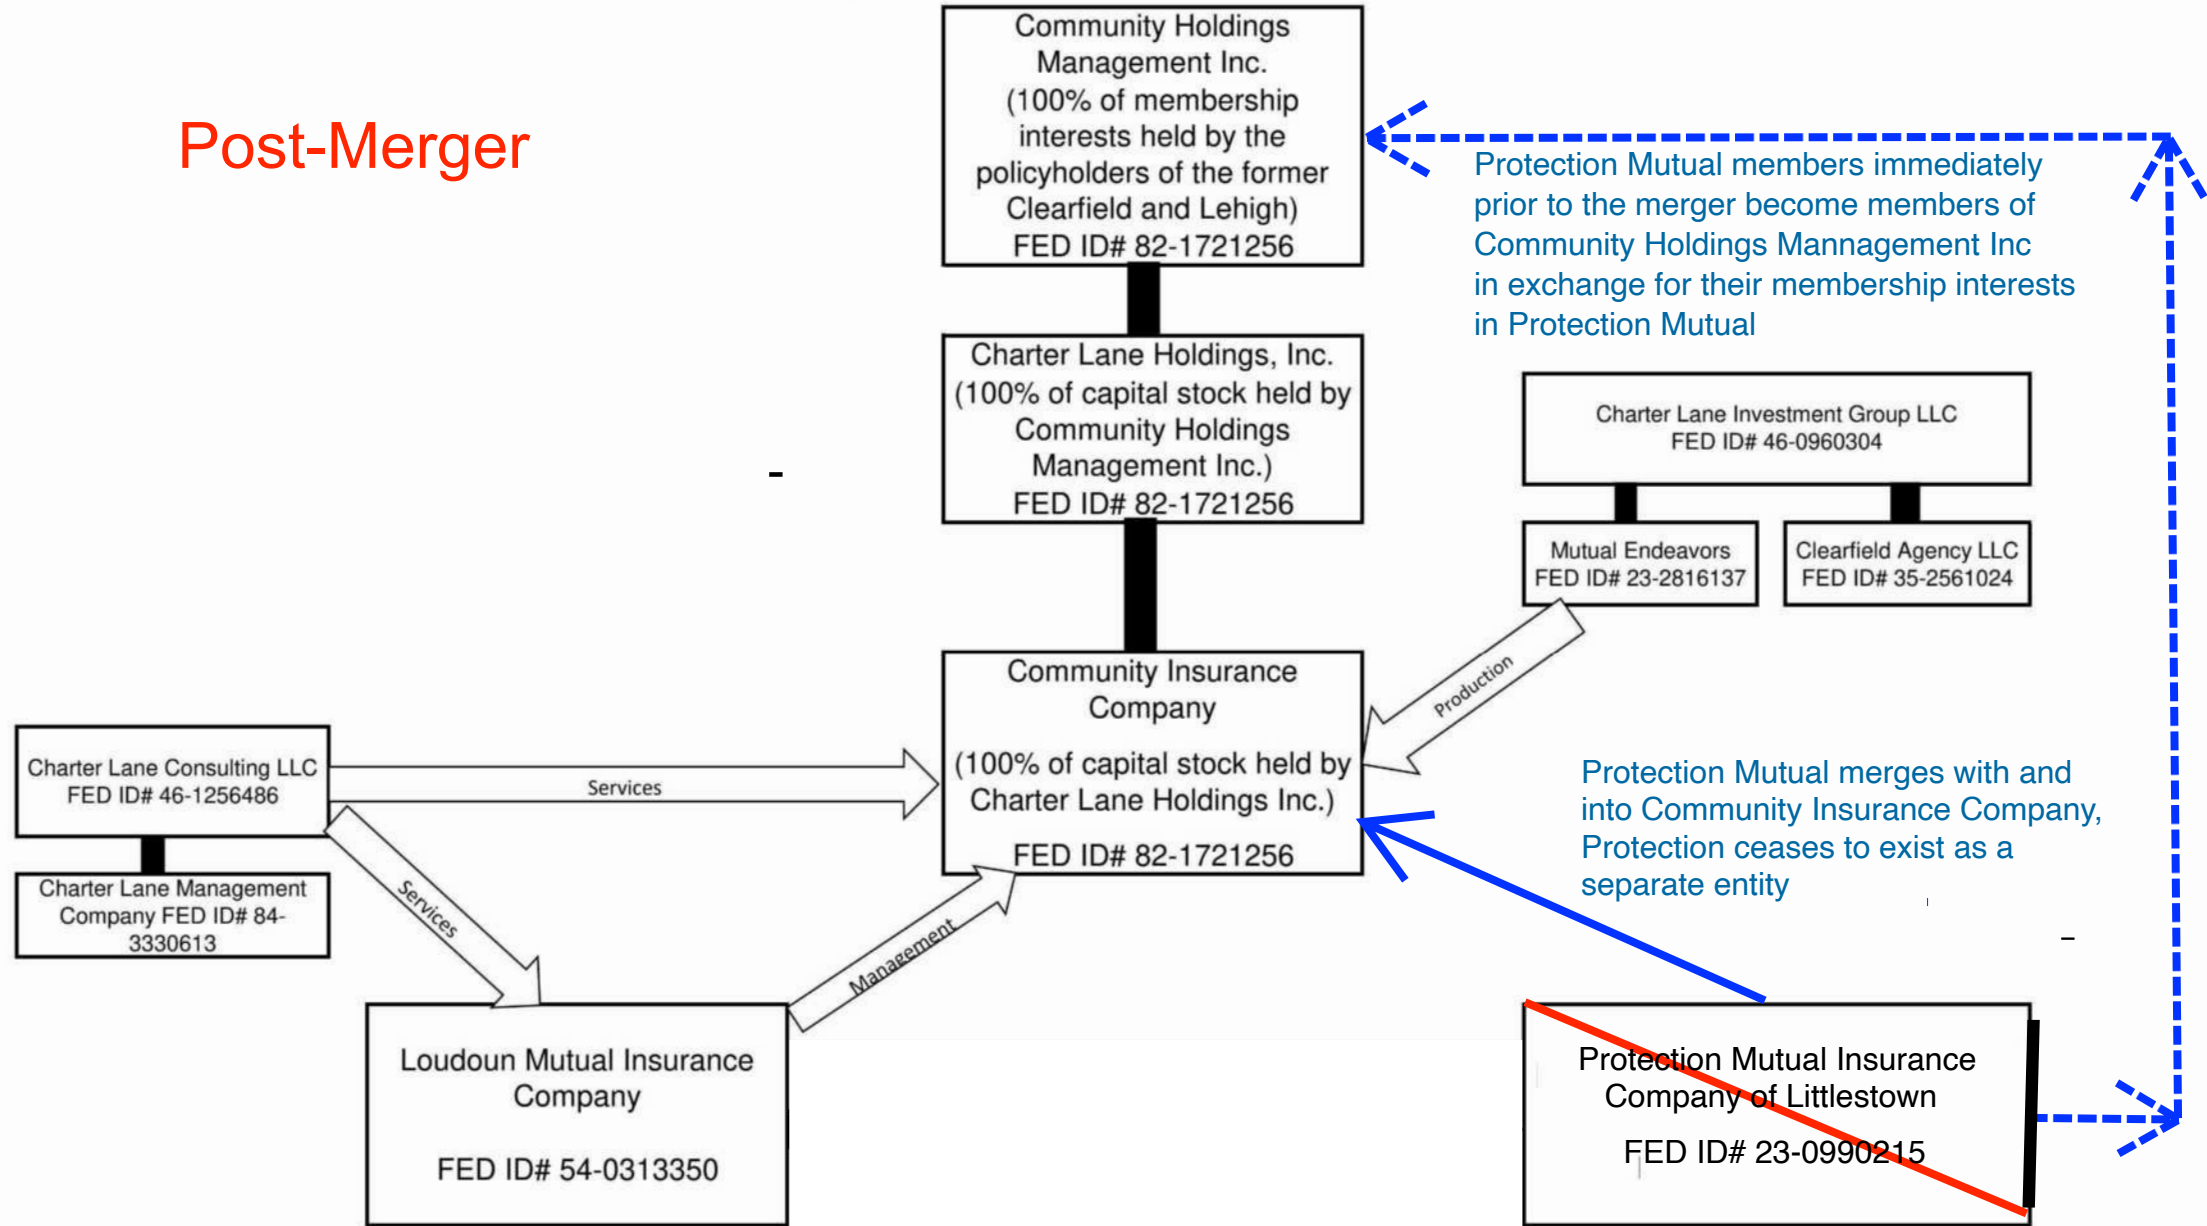 Post-Merger
Community Holdings
Management Inc.
(100% of membership
interests held by the
policyholders of the former
Clearfield and Lehigh)
FED ID# 82-1721256
Protection Mutual members immediately
prior to the merger become members of
Community Holdings Mannagement Inc
in exchange for their membership interests
in Protection Mutual
Charter Lane Holdings, Inc.
(100% of capital stock held by
Community Holdings
Management Inc.)
FED ID# 82-1721256
Charter Lane Investment Group LLC
FED ID# 46-0960304
Mutual Endeavors
FED ID# 23-2816137
Clearfield Agency LLC
FED ID# 35-2561024
Production
Community Insurance
Company
(100% of capital stock held by
Charter Lane Holdings Inc.)
FED ID# 82-1721256
Charter Lane Consulting LLC
FED ID# 46-1256486
Services
Charter Lane Management
Company FED ID# 84-
3330613
Services
Management
Protection Mutual merges with and
into Community Insurance Company,
Protection ceases to exist as a
separate entity
Loudoun Mutual Insurance
Company
FED ID# 54-0313350
Protection Mutual Insurance
Company of Littlestown
FED ID# 23-0990215